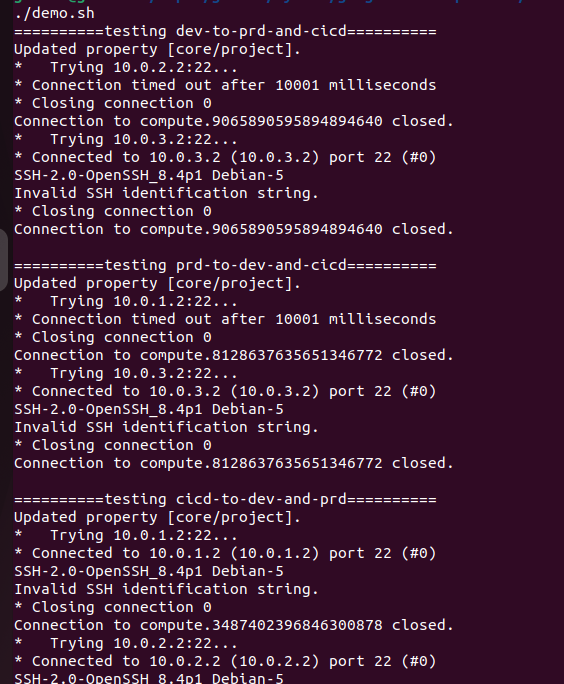 ./demo.sh
==========testing dev-to-prd-and-cicd==========
Updated property [core/project].
*   Trying 10.0.2.2:22...
* Connection timed out after 10001 milliseconds
* Closing connection 0
Connection to compute.9065890595894894640 closed.
*   Trying 10.0.3.2:22...
* Connected to 10.0.3.2 (10.0.3.2) port 22 (#0)
SSH-2.0-OpenSSH_8.4p1 Debian-5
Invalid SSH identification string.
* Closing connection 0
Connection to compute.9065890595894894640 closed.

==========testing prd-to-dev-and-cicd==========
Updated property [core/project].
*   Trying 10.0.1.2:22...
* Connection timed out after 10001 milliseconds
* Closing connection 0
Connection to compute.8128637635651346772 closed.
*   Trying 10.0.3.2:22...
* Connected to 10.0.3.2 (10.0.3.2) port 22 (#0)
SSH-2.0-OpenSSH_8.4p1 Debian-5
Invalid SSH identification string.
* Closing connection 0
Connection to compute.8128637635651346772 closed.

==========testing cicd-to-dev-and-prd==========
Updated property [core/project].
*   Trying 10.0.1.2:22...
* Connected to 10.0.1.2 (10.0.1.2) port 22 (#0)
SSH-2.0-OpenSSH_8.4p1 Debian-5
Invalid SSH identification string.
* Closing connection 0
Connection to compute.3487402396846300878 closed.
*   Trying 10.0.2.2:22...
* Connected to 10.0.2.2 (10.0.2.2) port 22 (#0)
SSH-2.0-OpenSSH_8.4p1 Debian-5